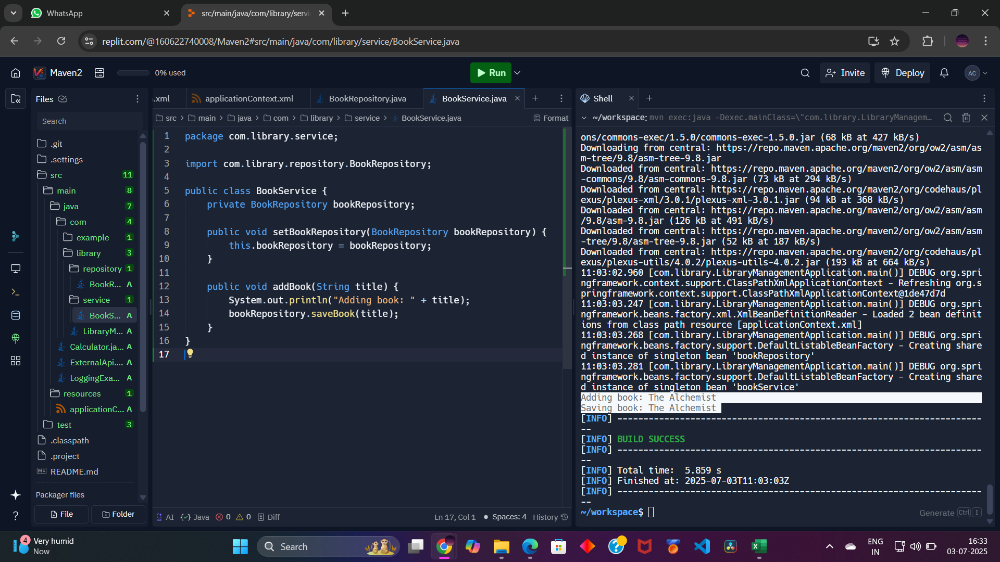 WhatsApp
src/main/java/com/library/servi
replit.com/@160622740008/Maven2#src/main/java/com/library/service/BookService.java
Maven2
0% used
Run
Invite
Deploy
AC
Files
Search
.git
.settings
src 11
main 8
java 7
com 4
example 1
library 3
repository 1
BookR... A
service 1
BookS... A
LibraryM... A
Calculator.ja... A
ExternalApi.... A
LoggingExa... A
resources 1
applicationC... A
test 3
.classpath
.project
README.md
Packager files
File
Folder
.xml
applicationContext.xml
BookRepository.java
BookService.java
src > main > java > com > library > service > BookService.java
Format
1 package com.library.service;
2
3 import com.library.repository.BookRepository;
4
5 public class BookService {
6 private BookRepository bookRepository;
7
8 public void setBookRepository(BookRepository bookRepository) {
9 this.bookRepository = bookRepository;
10 }
11
12 public void addBook(String title) {
13 System.out.println("Adding book: " + title);
14 bookRepository.saveBook(title);
15 }
16 }
17
AI
Java
0
0
Diff
Ln 17, Col 1
Spaces: 4
History
Shell
~/workspace: mvn exec:java -Dexec.mainClass=\"com.library.LibraryManagem…
ons/commons-exec/1.5.0/commons-exec-1.5.0.jar (68 kB at 427 kB/s)
Downloading from central: https://repo.maven.apache.org/maven2/org/ow2/asm/as
m-tree/9.8/asm-tree-9.8.jar
Downloaded from central: https://repo.maven.apache.org/maven2/org/ow2/asm/asm
-commons/9.8/asm-commons-9.8.jar (73 kB at 294 kB/s)
Downloaded from central: https://repo.maven.apache.org/maven2/org/codehaus/pl
exus/plexus-xml/3.0.1/plexus-xml-3.0.1.jar (94 kB at 368 kB/s)
Downloaded from central: https://repo.maven.apache.org/maven2/org/ow2/asm/asm
/9.8/asm-9.8.jar (126 kB at 491 kB/s)
Downloaded from central: https://repo.maven.apache.org/maven2/org/ow2/asm/asm
-tree/9.8/asm-tree-9.8.jar (52 kB at 187 kB/s)
Downloaded from central: https://repo.maven.apache.org/maven2/org/codehaus/pl
exus/plexus-utils/4.0.2/plexus-utils-4.0.2.jar (193 kB at 664 kB/s)
11:03:02.960 [com.library.LibraryManagementApplication.main()] DEBUG org.spri
ngframework.context.support.ClassPathXmlApplicationContext - Refreshing org.s
pringframework.context.support.ClassPathXmlApplicationContext@1de47d7d
11:03:03.247 [com.library.LibraryManagementApplication.main()] DEBUG org.spri
ngframework.beans.factory.xml.XmlBeanDefinitionReader - Loaded 2 bean definit
ions from class path resource [applicationContext.xml]
11:03:03.268 [com.library.LibraryManagementApplication.main()] DEBUG org.spri
ngframework.beans.factory.support.DefaultListableBeanFactory - Creating share
d instance of singleton bean 'bookRepository'
11:03:03.281 [com.library.LibraryManagementApplication.main()] DEBUG org.spri
ngframework.beans.factory.support.DefaultListableBeanFactory - Creating share
d instance of singleton bean 'bookService'
Adding book: The Alchemist
Saving book: The Alchemist
[INFO] ----------------------------------------------------------------------
--
[INFO] BUILD SUCCESS
[INFO] ----------------------------------------------------------------------
--
[INFO] Total time:  5.859 s
[INFO] Finished at: 2025-07-03T11:03:03Z
[INFO] ----------------------------------------------------------------------
--
~/workspace$
Generate Ctrl I
4
Very humid
Now
Search
ENG
IN
16:33
03-07-2025